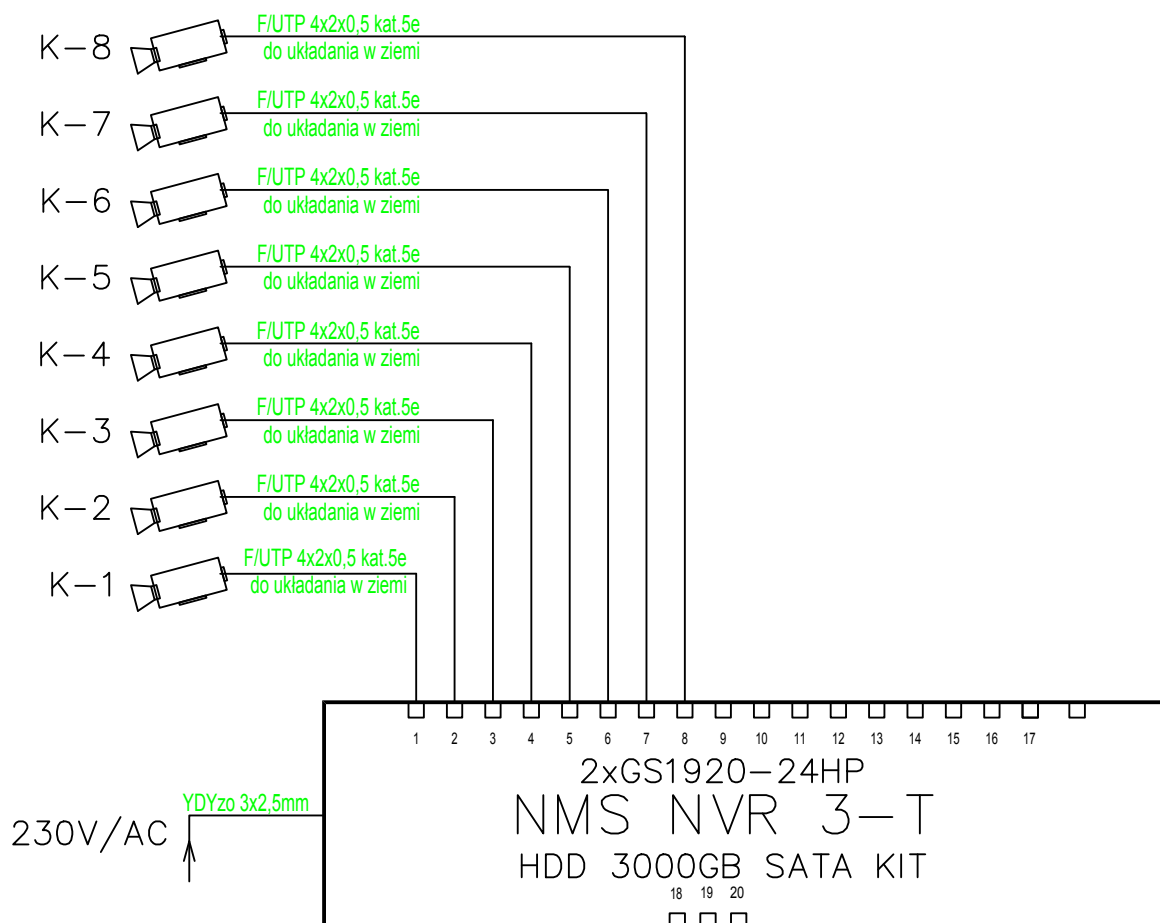 F/UTP 4x2x0,5 kat.5e
K-8
do układania w ziemi
F/UTP 4x2x0,5 kat.5e
K-7
do układania w ziemi
F/UTP 4x2x0,5 kat.5e
K-6
do układania w ziemi
F/UTP 4x2x0,5 kat.5e
K-5
do układania w ziemi
F/UTP 4x2x0,5 kat.5e
K-4
do układania w ziemi
F/UTP 4x2x0,5 kat.5e
K-3
do układania w ziemi
F/UTP 4x2x0,5 kat.5e
K-2
do układania w ziemi
F/UTP 4x2x0,5 kat.5e
K-1
do układania w ziemi
1 2 3 4 5 6 7 8 9 10 11 12 13 14 15 16 17
2xGS1920-24HP
YDYzo 3x2,5mm
NMS NVR 3-T
230V/AC
HDD 3000GB SATA KIT
18 19 20